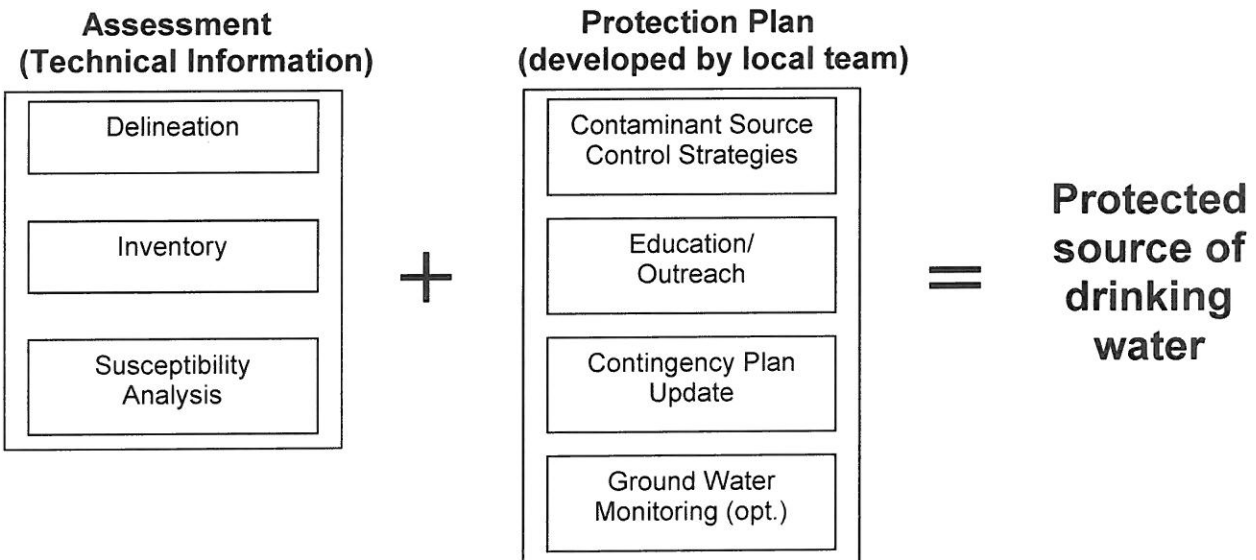 Assessment
(Technical Information)
Delineation
Inventory
Susceptibility
Analysis
+
Protection Plan
(developed by local team)
Contaminant Source
Control Strategies
Education/
Outreach
Contingency Plan
Update
Ground Water
Monitoring (opt.)
=
Protected
source of
drinking
water